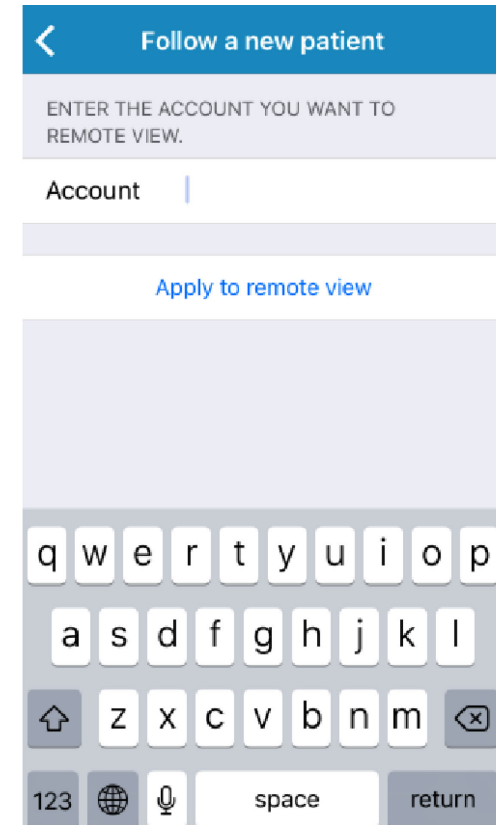 Follow a new patient
ENTER THE ACCOUNT YOU WANT TO
REMOTE VIEW.
Account
Apply to remote view
q w e r t y u i o p
a s d f g h j k l
z x c v b n m
123 space return